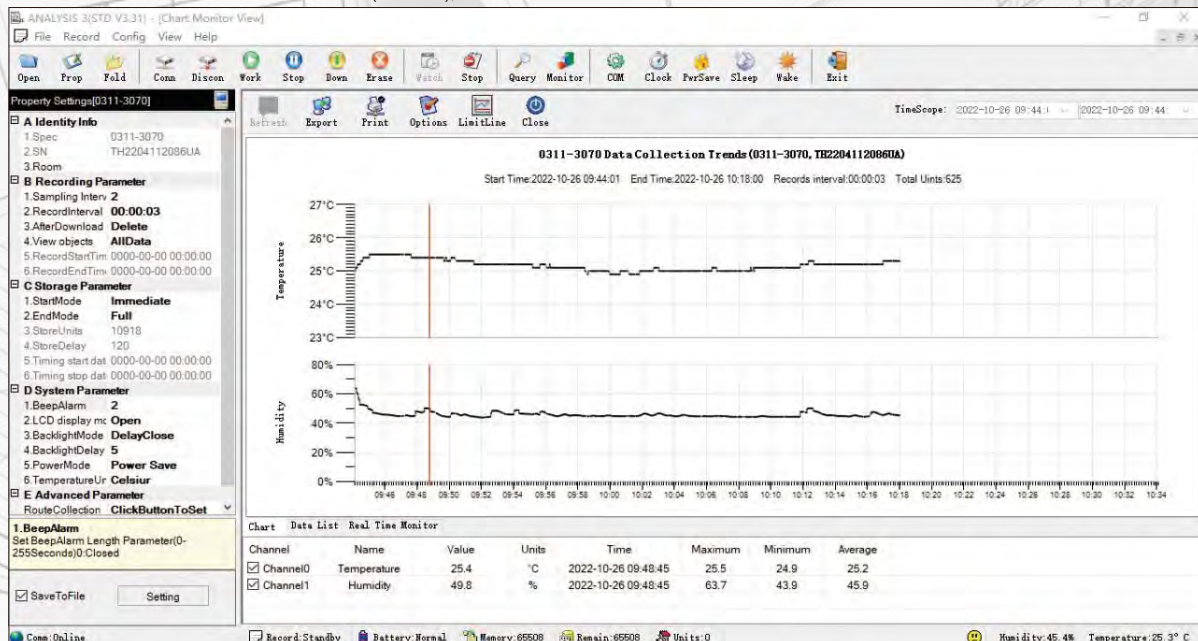 ANALYSIS 3(STD V3.31) - [Chart Monitor View]
File Record Config View Help
Open Prop Fold Conn Discon Work Stop Down Erase Watch Stop Query Monitor COM Clock PwrSave Sleep Wake Exit
Property Settings[0311-3070]
A Identity Info
1.Spec 0311-3070
2.SN TH2204112086UA
3.Room
B Recording Parameter
1.Sampling Interv 2
2.RecordInterval 00:00:03
3.AfterDownload Delete
4.View objects AllData
5.RecordStartTim 0000-00-00 00:00:00
6.RecordEndTim 0000-00-00 00:00:00
C Storage Parameter
1.StartMode Immediate
2.EndMode Full
3.StoreUnits 10918
4.StoreDelay 120
5.Timing start dat 0000-00-00 00:00:00
6.Timing stop dat 0000-00-00 00:00:00
D System Parameter
1.BeepAlarm 2
2.LCD display mc Open
3.BacklightMode DelayClose
4.BacklightDelay 5
5.PowerMode Power Save
6.TemperatureUr Celsiur
E Advanced Parameter
RouteCollection ClickButtonToSet
1.BeepAlarm
Set BeepAlarm Length Parameter(0-
255Seconds)0:Closed
SaveToFile Setting
Refresh Export Print Options LimitLine Close
TimeScope: 2022-10-26 09:44: 2022-10-26 09:44:
0311-3070 Data Collection Trends(0311-3070, TH2204112086UA)
Start Time:2022-10-26 09:44:01 End Time:2022-10-26 10:18:00 Records interval:00:00:03 Total Uints:625
Temperature
27°C
26°C
25°C
24°C
23°C
Humidity
80%
60%
40%
20%
0%
09:46 09:48 09:50 09:52 09:54 09:56 09:58 10:00 10:02 10:04 10:06 10:08 10:10 10:12 10:14 10:16 10:18 10:20 10:22 10:24 10:26 10:28 10:30 10:32 10:34
Chart Data List Real Time Monitor
Channel Name Value Units Time Maximum Minimum Average
Channel0 Temperature 25.4 °C 2022-10-26 09:48:45 25.5 24.9 25.2
Channel1 Humidity 49.8 % 2022-10-26 09:48:45 63.7 43.9 45.9
Conn:Online Record:Standby Battery:Normal Memory:65508 Remain:65508 Units:0 Humidity:45.4% Temperature:25.3° C